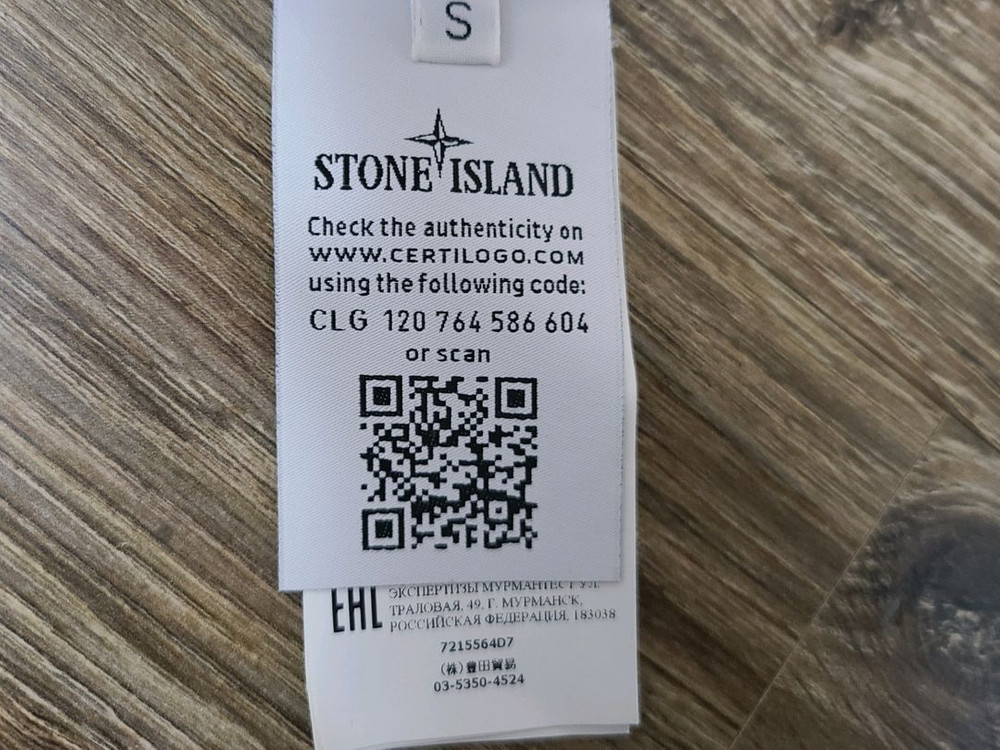 S
STONE ISLAND
Check the authenticity on
WWW.CERTILOGO.COM
using the following code:
CLG 120 764 586 604
or scan
EAC
ЭКСПЕРТИЗЫ МУРМАНТЕСТ УЛ.
ТРАЛОВАЯ, 49, Г. МУРМАНСК,
РОССИЙСКАЯ ФЕДЕРАЦИЯ, 183038
7215564D7
(株)豊田貿易
03-5350-4524